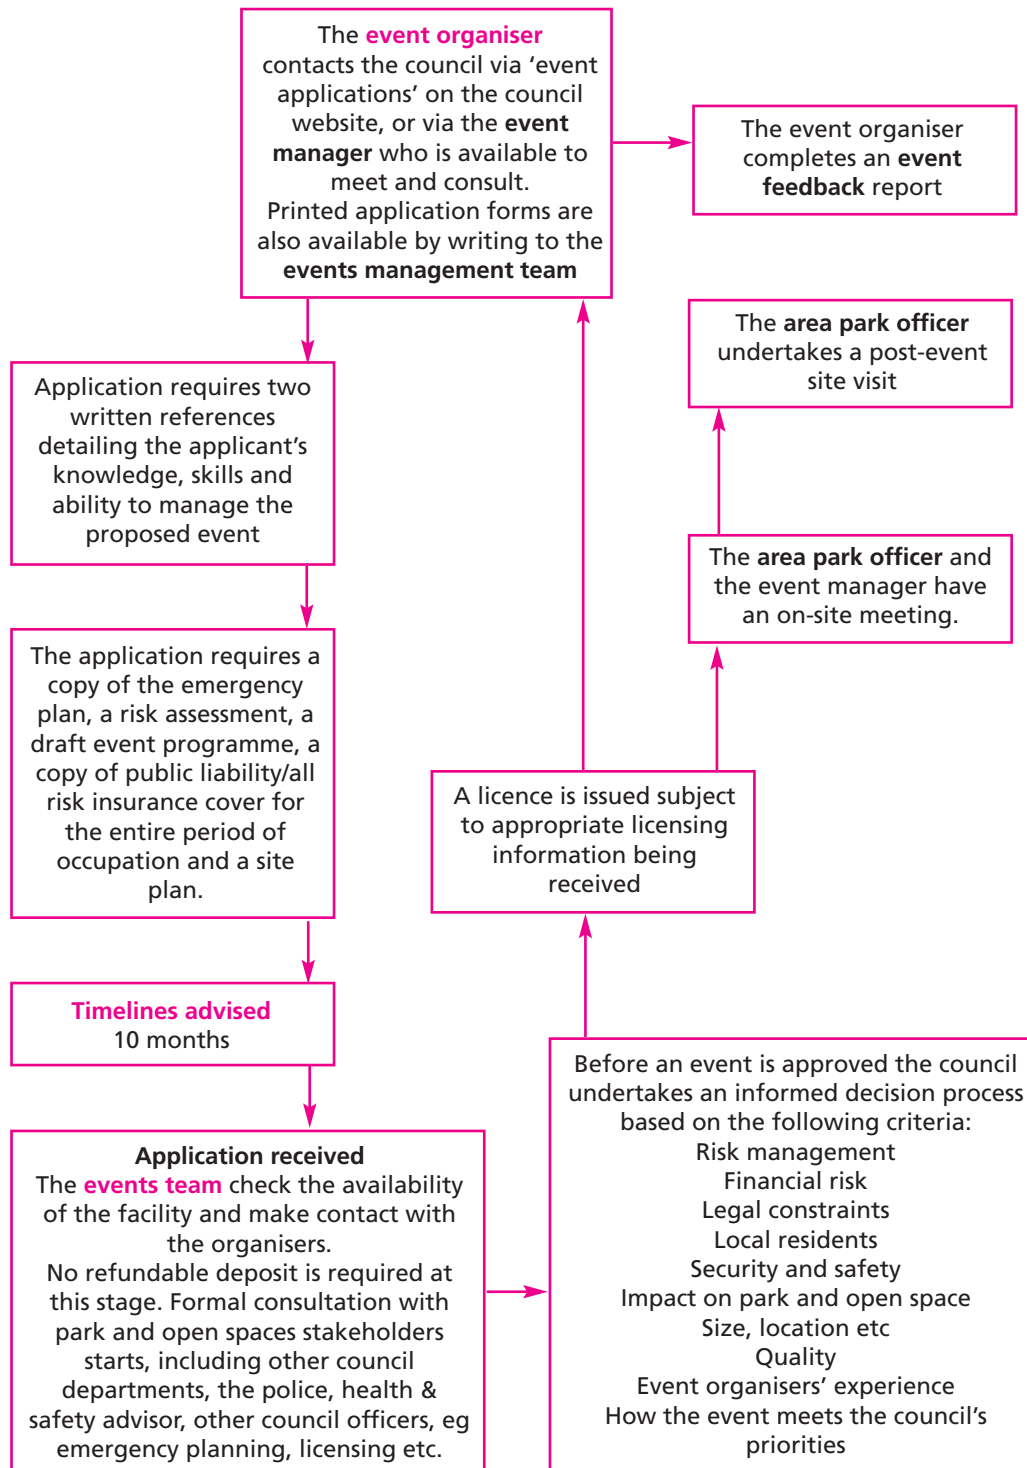 The event organiser
contacts the council via ‘event
applications’ on the council
website, or via the event
manager who is available to
meet and consult.
Printed application forms are
also available by writing to the
events management team
The event organiser
completes an event
feedback report
The area park officer
undertakes a post-event
site visit
Application requires two
written references
detailing the applicant’s
knowledge, skills and
ability to manage the
proposed event
The area park officer and
the event manager have
an on-site meeting.
The application requires a
copy of the emergency
plan, a risk assessment, a
draft event programme, a
copy of public liability/all
risk insurance cover for
the entire period of
occupation and a site
plan.
A licence is issued subject
to appropriate licensing
information being
received
Timelines advised
10 months
Application received
The events team check the availability
of the facility and make contact with
the organisers.
No refundable deposit is required at
this stage. Formal consultation with
park and open spaces stakeholders
starts, including other council
departments, the police, health &
safety advisor, other council officers, eg
emergency planning, licensing etc.
Before an event is approved the council
undertakes an informed decision process
based on the following criteria:
Risk management
Financial risk
Legal constraints
Local residents
Security and safety
Impact on park and open space
Size, location etc
Quality
Event organisers’ experience
How the event meets the council’s
priorities